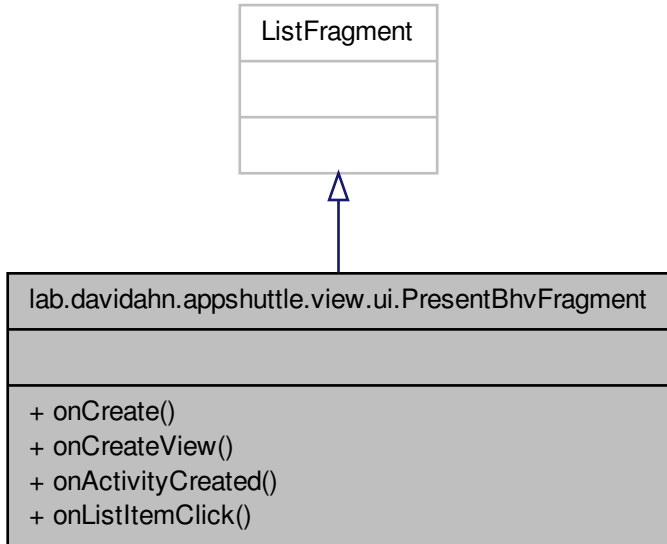 ListFragment
lab.davidahn.appshuttle.view.ui.PresentBhvFragment
+ onCreate()
+ onCreateView()
+ onActivityCreated()
+ onListItemClick()